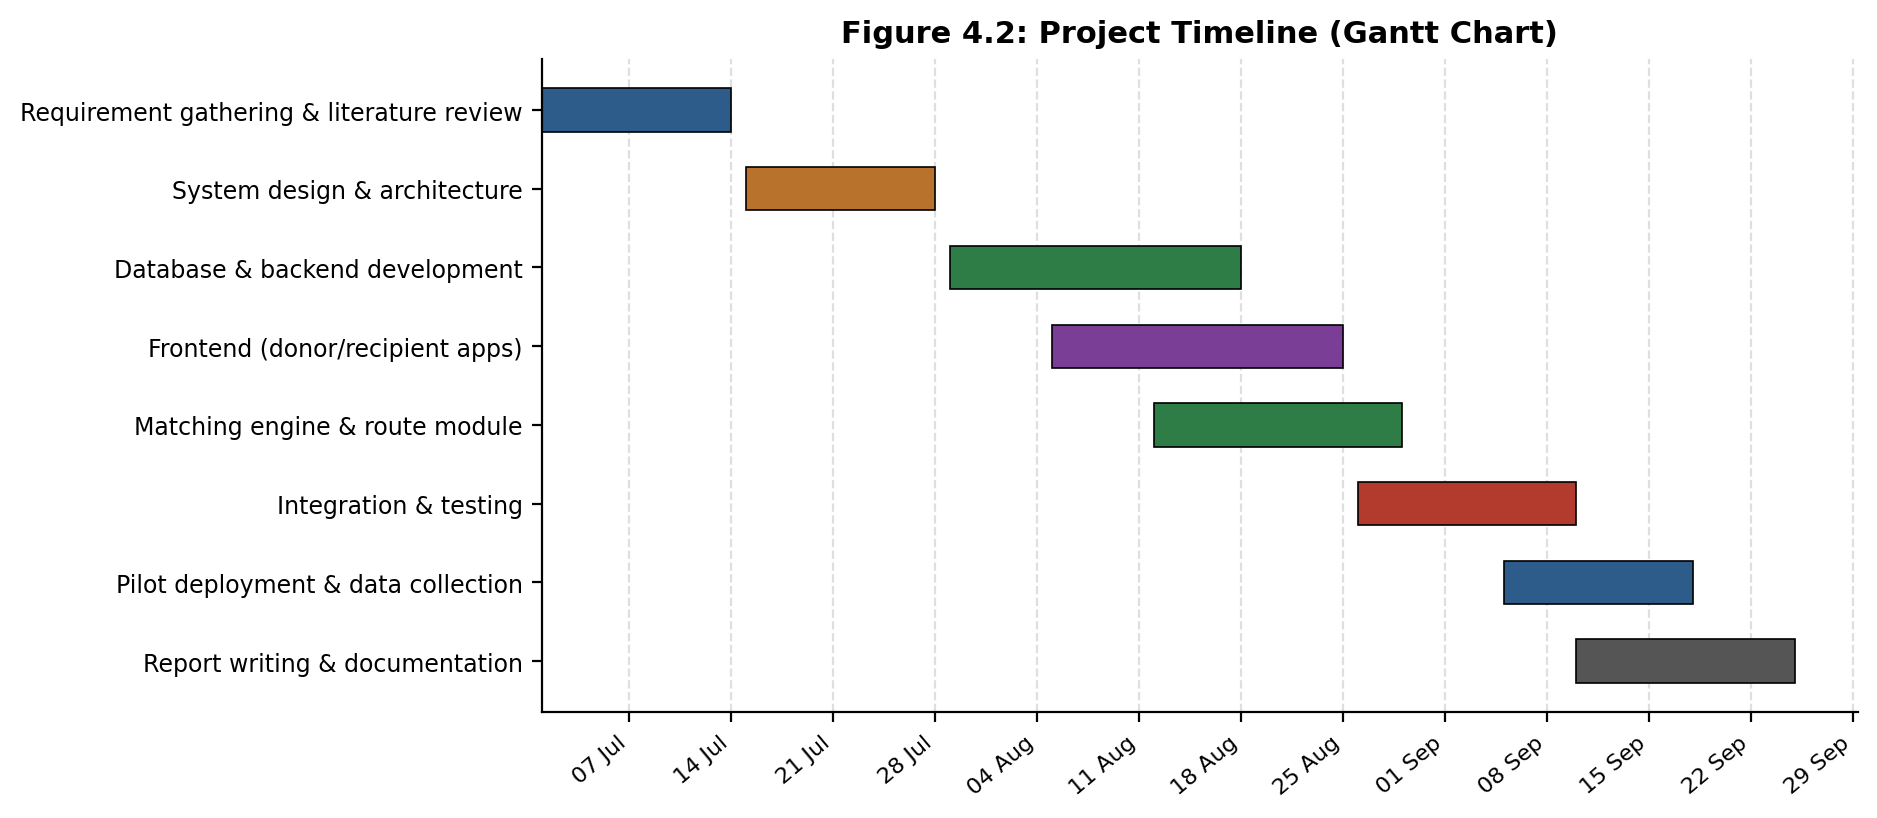 Figure 4.2: Project Timeline (Gantt Chart)
Requirement gathering & literature review
System design & architecture
Database & backend development
Frontend (donor/recipient apps)
Matching engine & route module
Integration & testing
Pilot deployment & data collection
Report writing & documentation
07 Jul
14 Jul
21 Jul
28 Jul
04 Aug
11 Aug
18 Aug
25 Aug
01 Sep
08 Sep
15 Sep
22 Sep
29 Sep